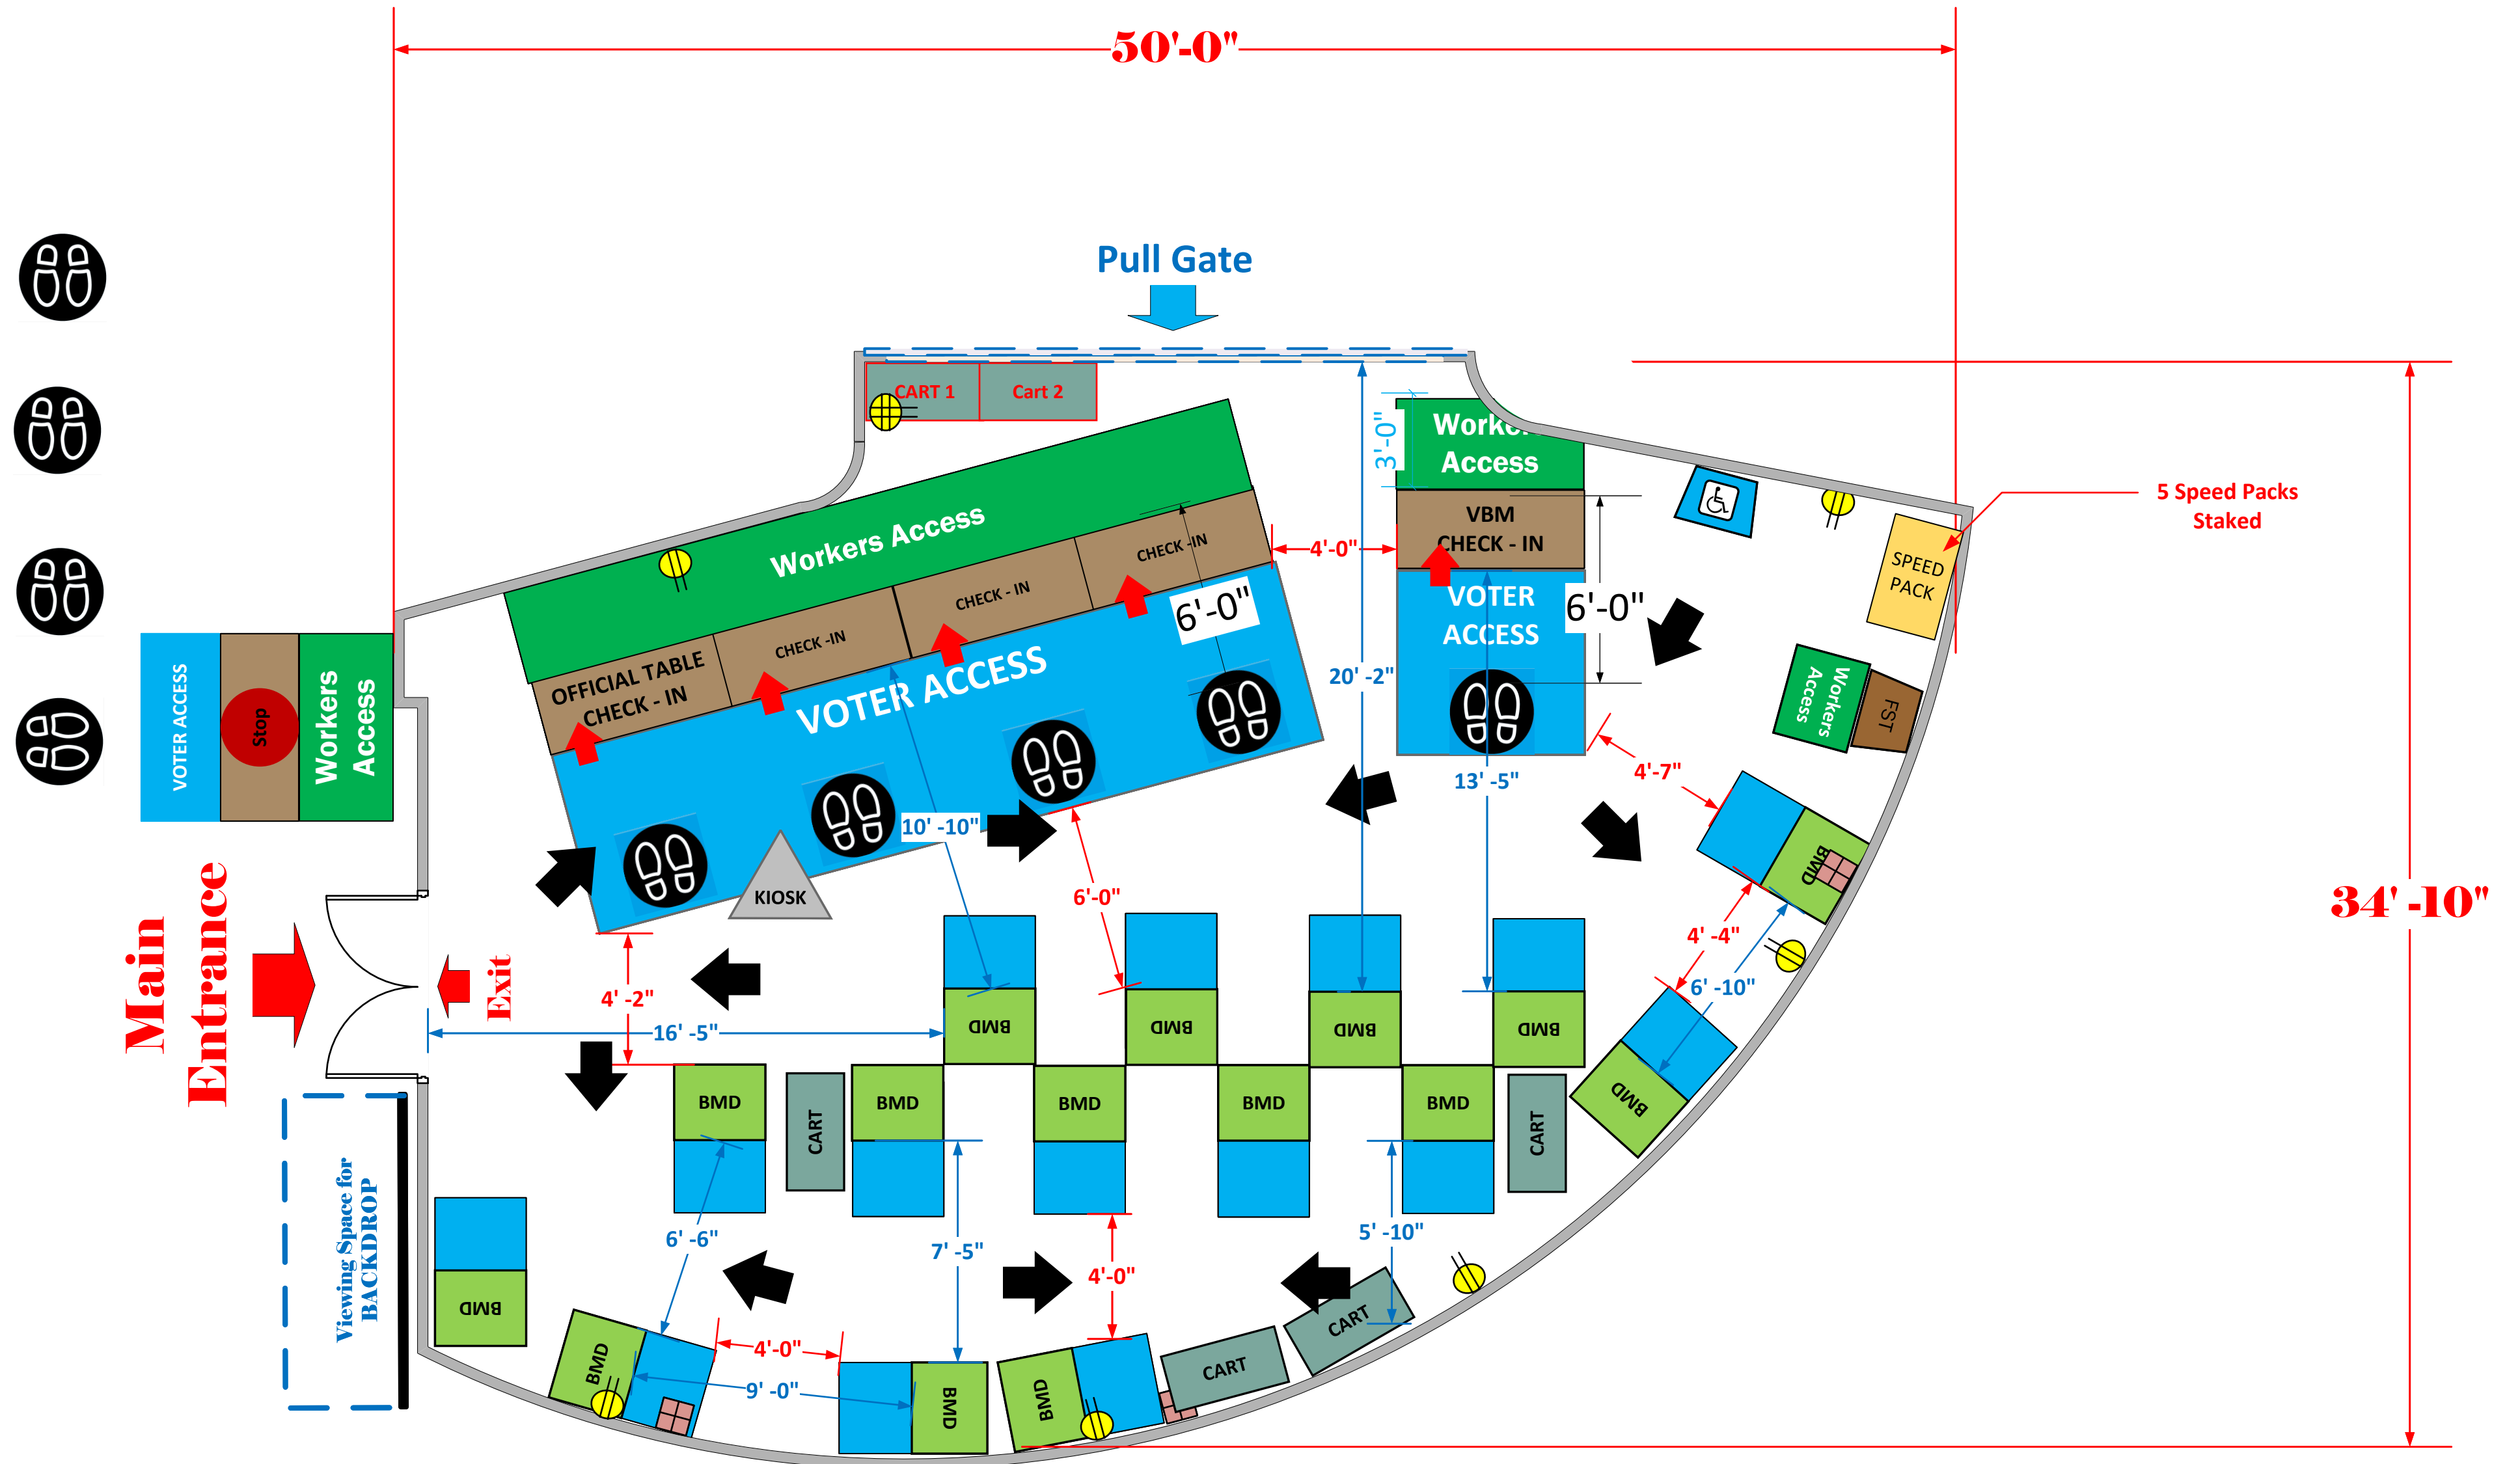 50'-0"
Pull Gate
CART 1
Cart 2
Workers Access
3'-0"
Workers
Access
VBM
CHECK - IN
VOTER
ACCESS
6'-0"
4'-0"
5 Speed Packs
Staked
SPEED
PACK
Workers
Access
FST
CHECK -IN
CHECK - IN
CHECK -IN
OFFICIAL TABLE
CHECK - IN
VOTER ACCESS
6'-0"
20' -2"
13' -5"
4'-7"
10' -10"
6'-0"
KIOSK
VOTER ACCESS
Stop
Workers
Access
Main
Entrance
Exit
4' -2"
16' -5"
34' -10"
BMD
4' -4"
6' -10"
BMD
BMD
BMD
BMD
BMD
BMD
CART
BMD
BMD
BMD
BMD
CART
Viewing Space for
BACKDROP
BMD
6' -6"
7' -5"
4'-0"
5' -10"
BMD
4'-0"
9' -0"
BMD
BMD
CART
CART